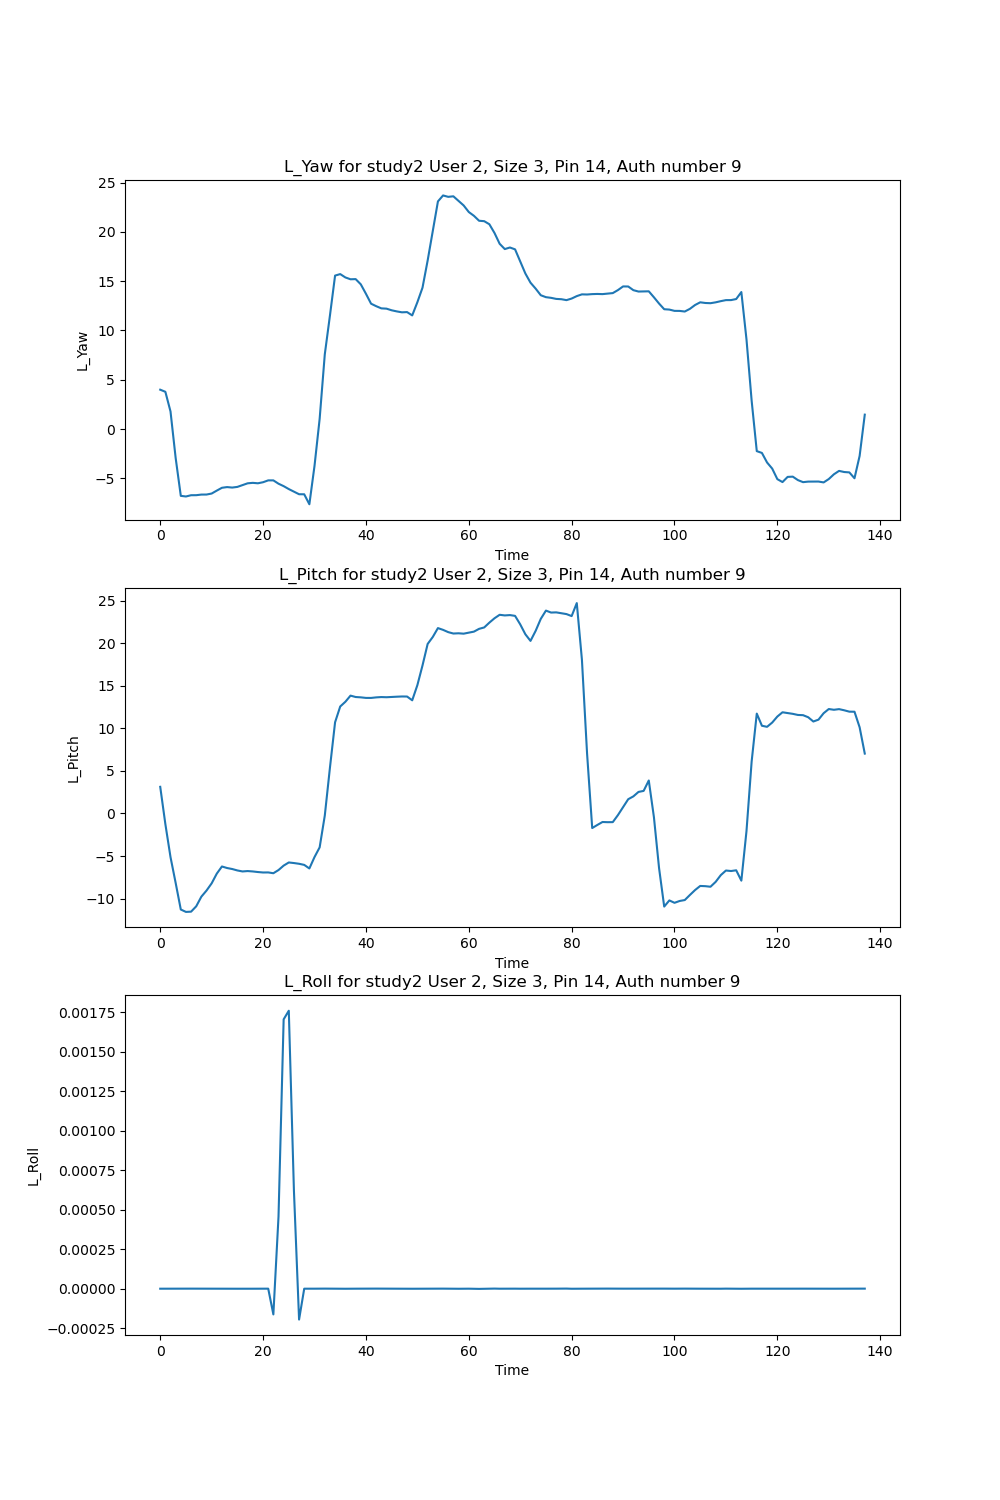 L_Yaw for study2 User 2, Size 3, Pin 14, Auth number 9
25
20
15
10
5
0
−5
L_Yaw
0 20 40 60 80 100 120 140
Time
L_Pitch for study2 User 2, Size 3, Pin 14, Auth number 9
25
20
15
10
5
0
−5
−10
L_Pitch
0 20 40 60 80 100 120 140
Time
L_Roll for study2 User 2, Size 3, Pin 14, Auth number 9
0.00175
0.00150
0.00125
0.00100
0.00075
0.00050
0.00025
0.00000
−0.00025
L_Roll
0 20 40 60 80 100 120 140
Time